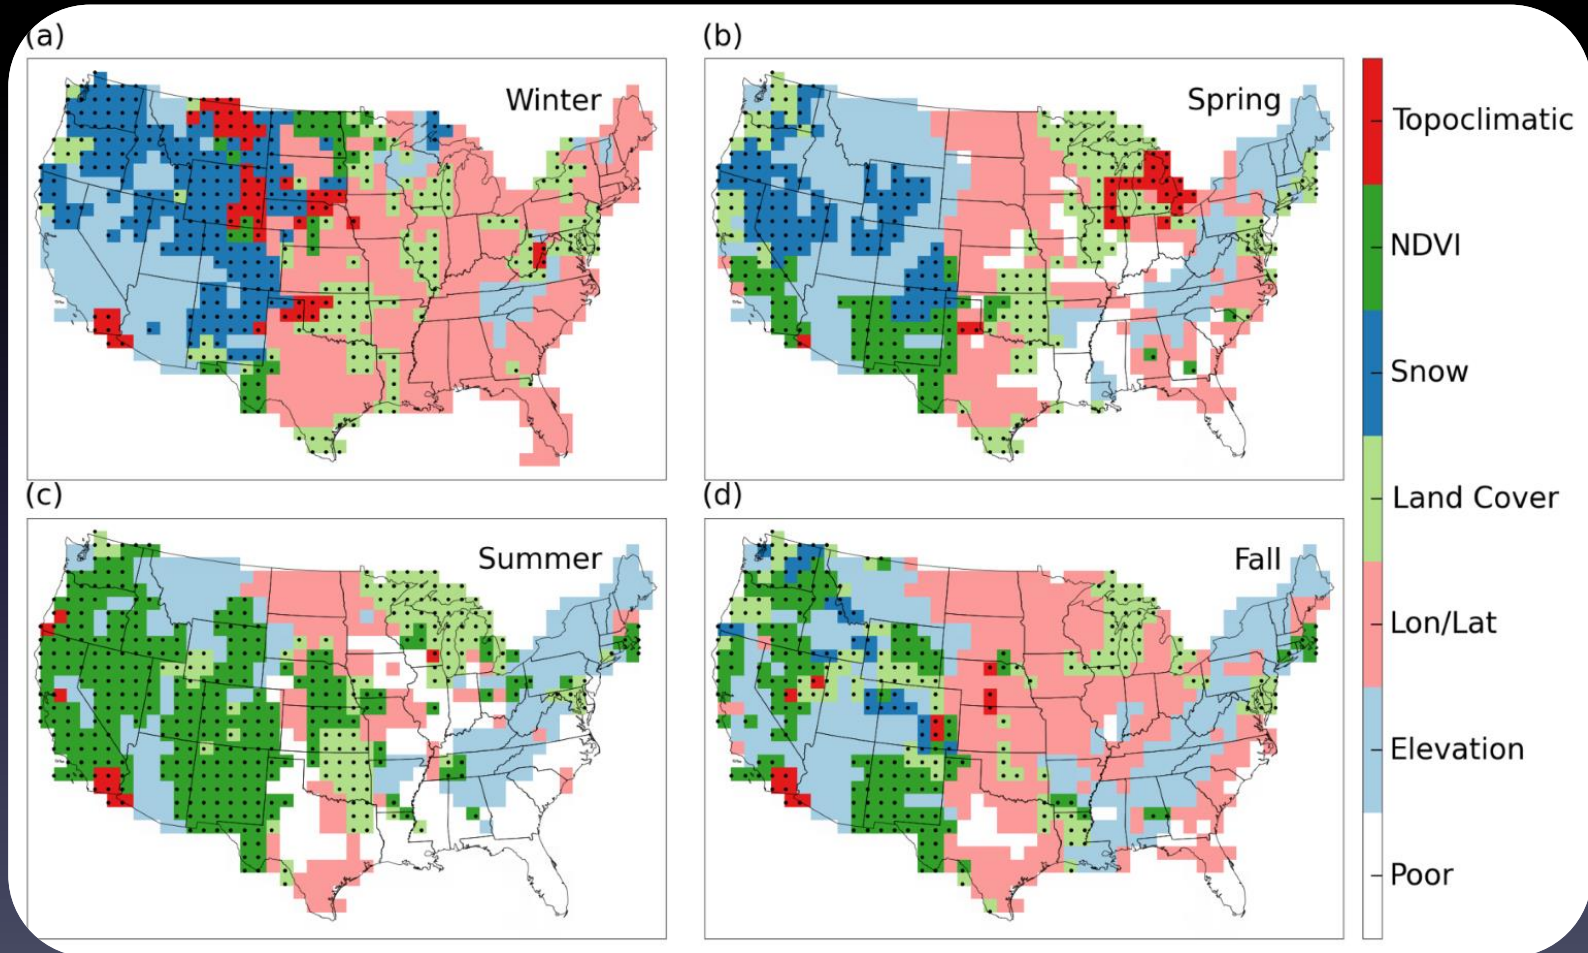 (a)
Winter
(b)
Spring
(c)
Summer
(d)
Fall
Topoclimatic
NDVI
Snow
Land Cover
Lon/Lat
Elevation
Poor